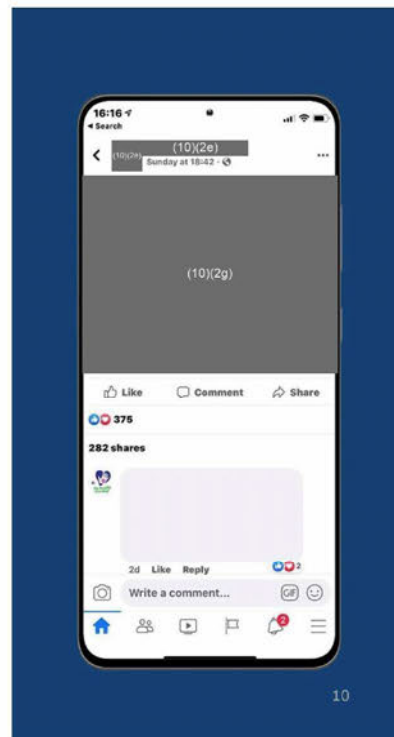 16:16
◂ Search
(10)(2e) (10)(2e)
Sunday at 18:42 ·
(10)(2g)
Like Comment Share
375
282 shares
2d Like Reply 2
Write a comment... GIF
2
10